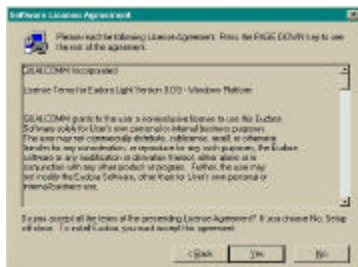 Software License Agreement
Please read the following License Agreement. Press the PAGE DOWN key to see
the rest of the agreement.
QUALCOMM Incorporated
License Terms for Eudora Light Version 3.0.5 - Windows Platform
QUALCOMM grants to the user a non-exclusive license to use this Eudora
Software solely for User's own personal or internal business purposes.
The user may not commercially distribute, sublicense, resell, or otherwise
transfer for any consideration, or reproduce for any such purposes, the Eudora
software or any modification or derivation thereof, either alone or in
conjunction with any other product or program. Further, the user may
not modify the Eudora Software, other than for User's own personal or
internal business use.
Do you accept all the terms of the preceding License Agreement? If you choose No, Setup
will close. To install Eudora, you must accept this agreement.
< Back
Yes
No